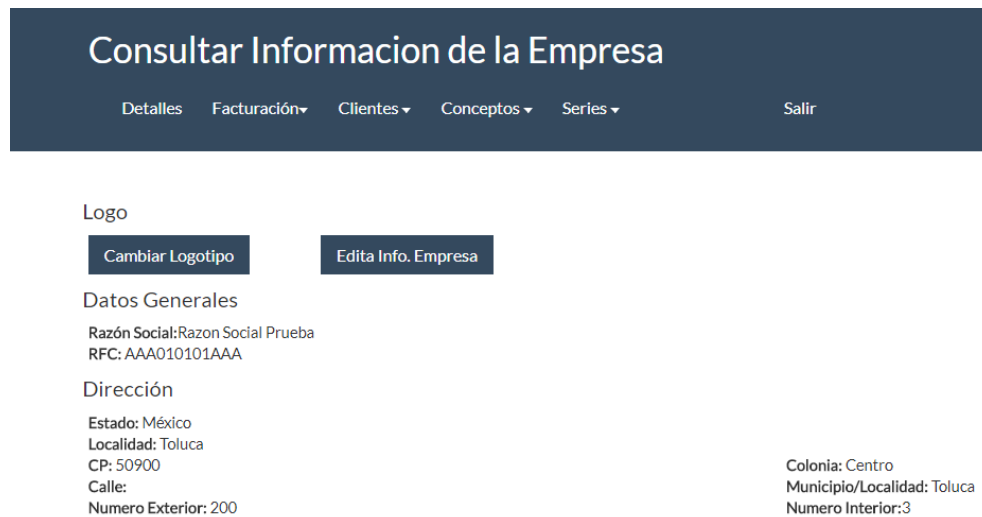 Consultar Informacion de la Empresa
Detalles Facturación Clientes Conceptos Series Salir
Logo
Cambiar Logotipo Edita Info. Empresa
Datos Generales
Razón Social:Razon Social Prueba
RFC: AAA010101AAA
Dirección
Estado: México
Localidad: Toluca
CP: 50900 Colonia: Centro
Calle: Municipio/Localidad: Toluca
Numero Exterior: 200 Numero Interior:3